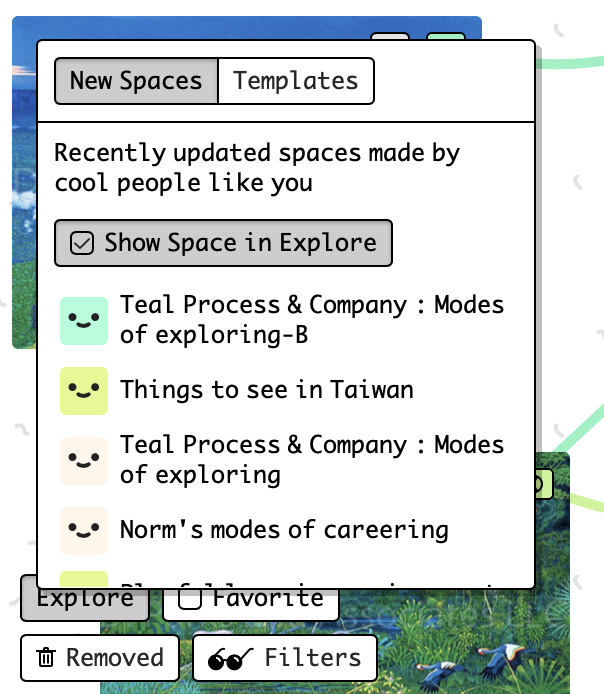 New Spaces Templates
Recently updated spaces made by
cool people like you
Show Space in Explore
Teal Process & Company : Modes
of exploring-B
Things to see in Taiwan
Teal Process & Company : Modes
of exploring
Norm's modes of careering
Explore Favorite
Removed Filters